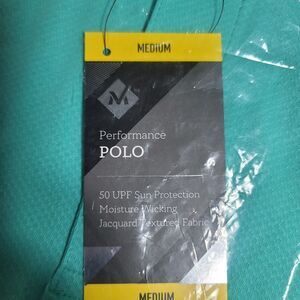 MEDIUM
M
Performance
POLO
50 UPF Sun Protection
Moisture Wicking
Jacquard Textured Fabric
MEDIUM